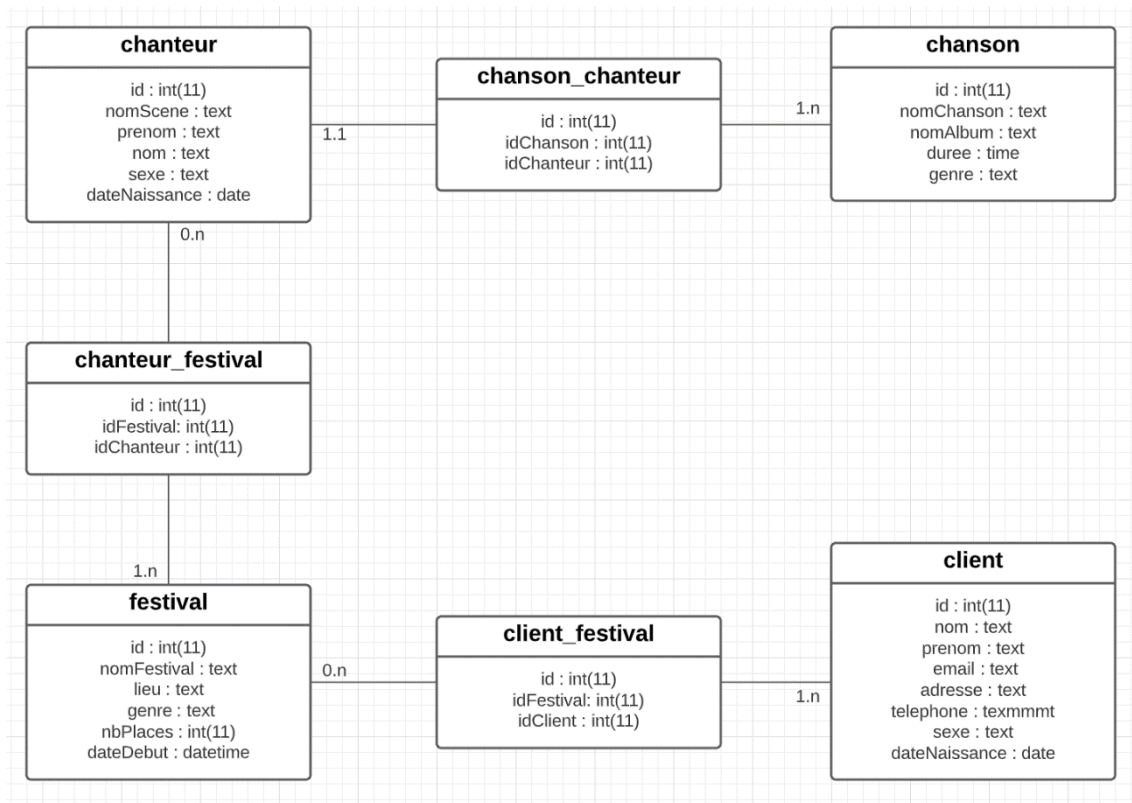 chanteur
id : int(11)
nomScene : text
prenom : text
nom : text
sexe : text
dateNaissance : date
1.1
chanson_chanteur
id : int(11)
idChanson : int(11)
idChanteur : int(11)
1.n
chanson
id : int(11)
nomChanson : text
nomAlbum : text
duree : time
genre : text
0.n
chanteur_festival
id : int(11)
idFestival: int(11)
idChanteur : int(11)
1.n
festival
id : int(11)
nomFestival : text
lieu : text
genre : text
nbPlaces : int(11)
dateDebut : datetime
0.n
client_festival
id : int(11)
idFestival: int(11)
idClient : int(11)
1.n
client
id : int(11)
nom : text
prenom : text
email : text
adresse : text
telephone : texmmmt
sexe : text
dateNaissance : date